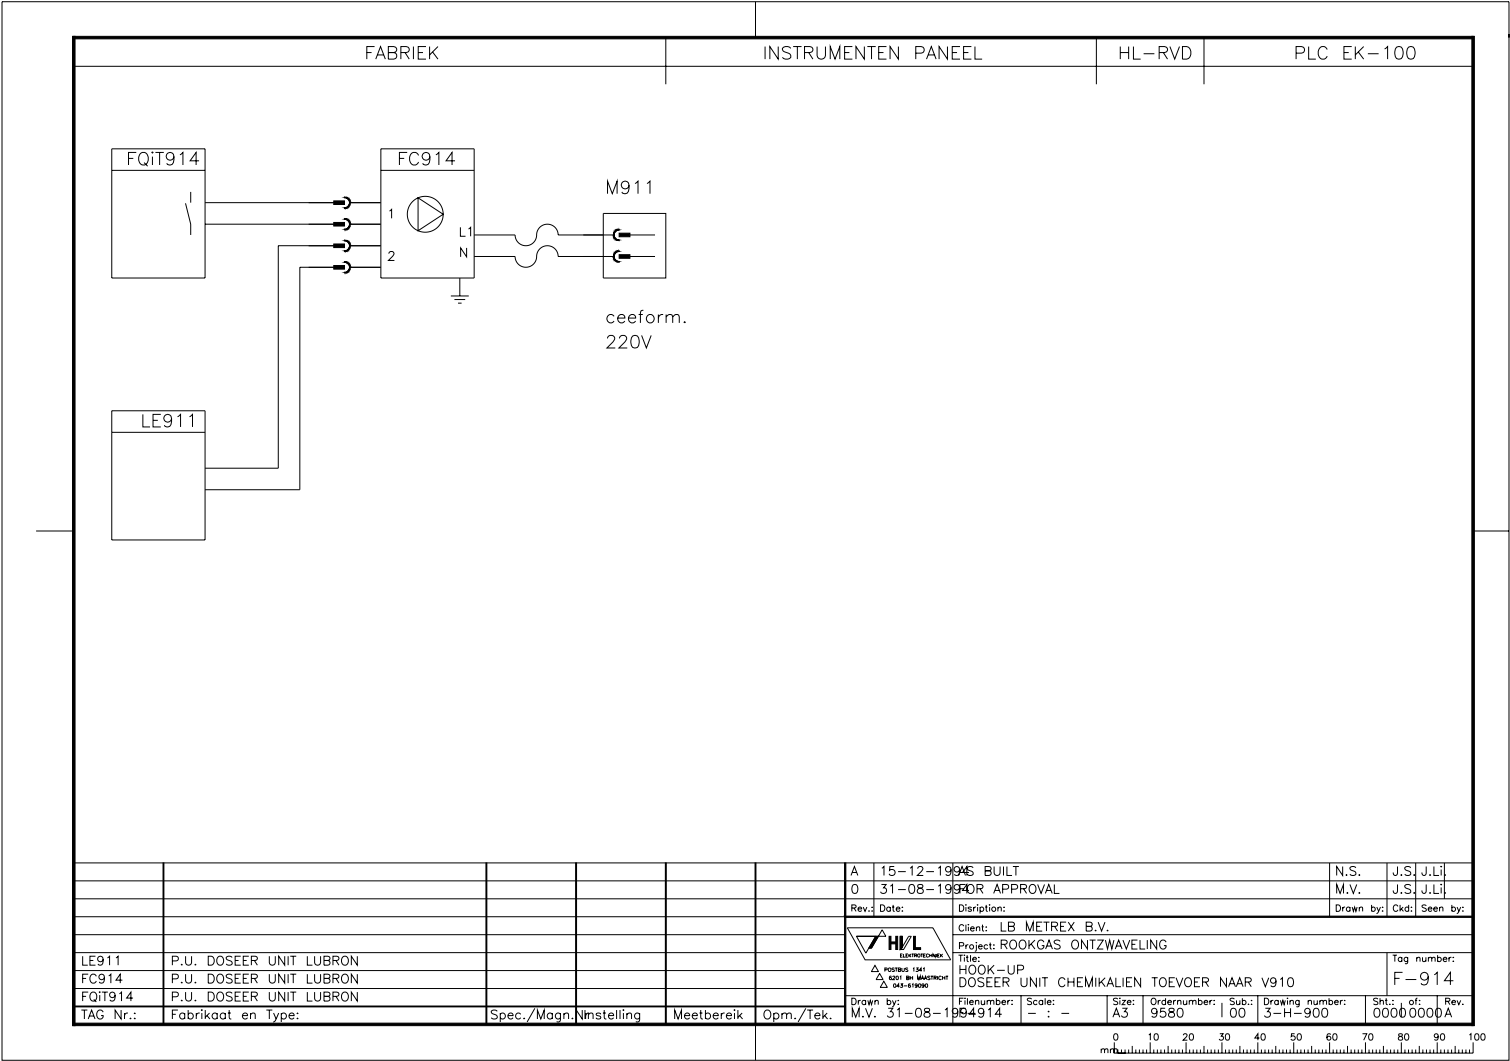 FABRIEK INSTRUMENTEN PANEEL HL-RVD PLC EK-100
FQiT914 FC914
M911
1
L1
2 N
ceeform.
220V
LE911
A 15-12-1994 AS BUILT N.S. J.S. J.Li.
0 31-08-1994 FOR APPROVAL M.V. J.S. J.Li.
Rev.: Date: Disription: Drawn by: Ckd: Seen by:
HVL
ELEKTROTECHNIEK
POSTBUS 1341
6201 BH MAASTRICHT
043-619090
Client: LB METREX B.V.
Project: ROOKGAS ONTZWAVELING
Title:
HOOK-UP
DOSEER UNIT CHEMIKALIEN TOEVOER NAAR V910
Tag number:
F-914
LE911 P.U. DOSEER UNIT LUBRON
FC914 P.U. DOSEER UNIT LUBRON
FQiT914 P.U. DOSEER UNIT LUBRON
TAG Nr.: Fabrikaat en Type: Spec./Magn.Nr. Instelling Meetbereik Opm./Tek.
Drawn by: Filenumber: Scale: Size: Ordernumber: Sub.: Drawing number: Sht.: of: Rev.
M.V. 31-08-1994 F-914 - : - A3 9580 00 3-H-900 0000 0000 A
mm 0 10 20 30 40 50 60 70 80 90 100